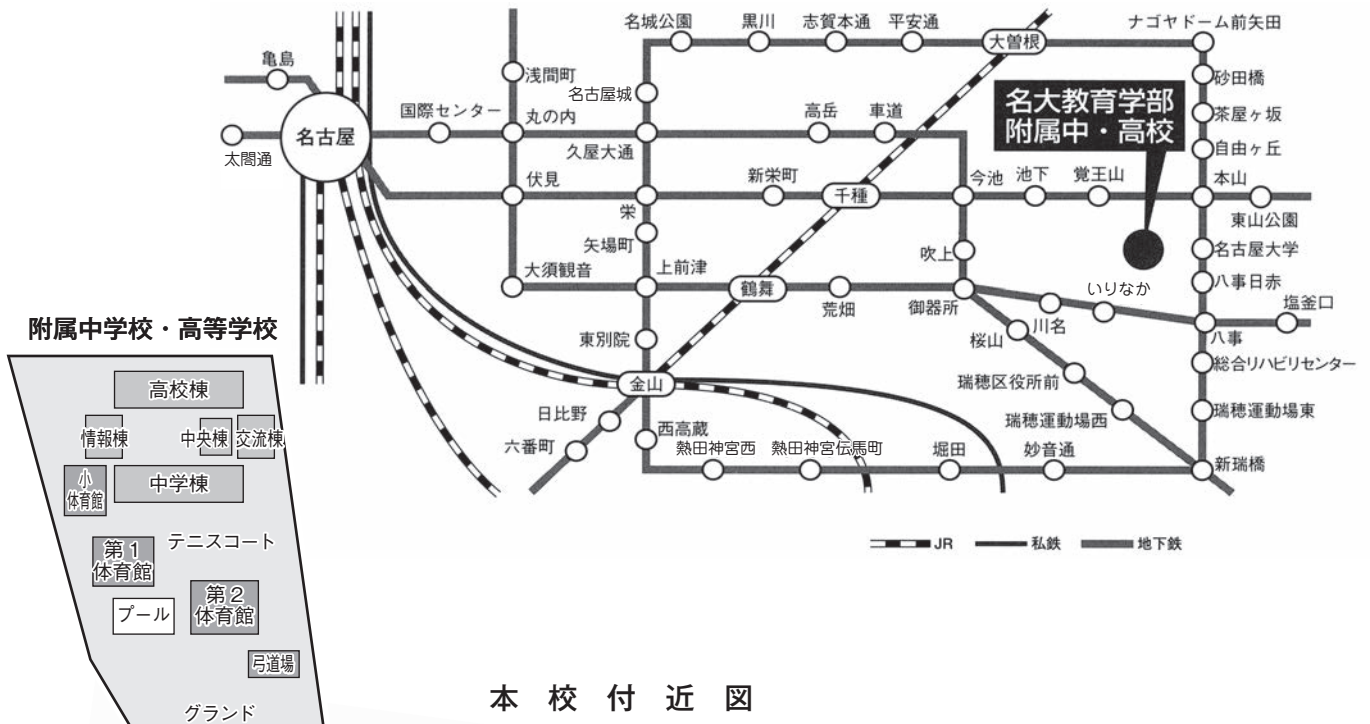 名城公園
黒川
志賀本通
平安通
大曽根
ナゴヤドーム前矢田
亀島
浅間町
砂田橋
名古屋城
名大教育学部
附属中・高校
国際センター
丸の内
高岳
車道
茶屋ヶ坂
名古屋
太閤通
久屋大通
自由ヶ丘
伏見
新栄町
千種
今池
池下
覚王山
本山
栄
東山公園
矢場町
吹上
名古屋大学
大須観音
上前津
鶴舞
荒畑
御器所
いりなか
八事日赤
塩釜口
川名
八事
東別院
桜山
総合リハビリセンター
金山
瑞穂区役所前
日比野
瑞穂運動場西
瑞穂運動場東
六番町
西高蔵
熱田神宮西
熱田神宮伝馬町
堀田
妙音通
新瑞橋
JR
私鉄
地下鉄
附属中学校・高等学校
高校棟
情報棟
中央棟
交流棟
小
体育館
中学棟
テニスコート
第1
体育館
第2
体育館
プール
弓道場
グランド
本校付近図